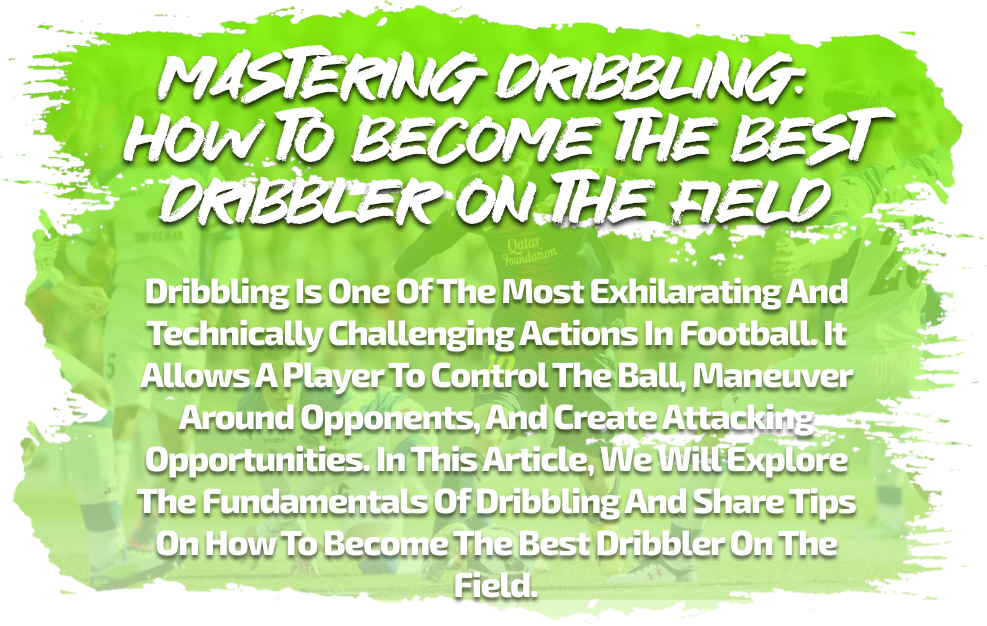 MASTERING DRIBBLING:
HOW TO BECOME THE BEST
DRIBBLER ON THE FIELD
Qatar
Foundation
Dribbling Is One Of The Most Exhilarating And
Technically Challenging Actions In Football. It
Allows A Player To Control The Ball, Maneuver
Around Opponents, And Create Attacking
Opportunities. In This Article, We Will Explore
The Fundamentals Of Dribbling And Share Tips
On How To Become The Best Dribbler On The
Field.